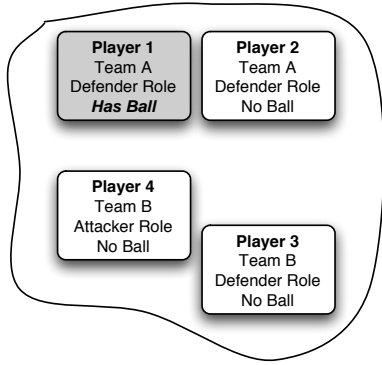 Player 1
Team A
Defender Role
Has Ball
Player 2
Team A
Defender Role
No Ball
Player 4
Team B
Attacker Role
No Ball
Player 3
Team B
Defender Role
No Ball